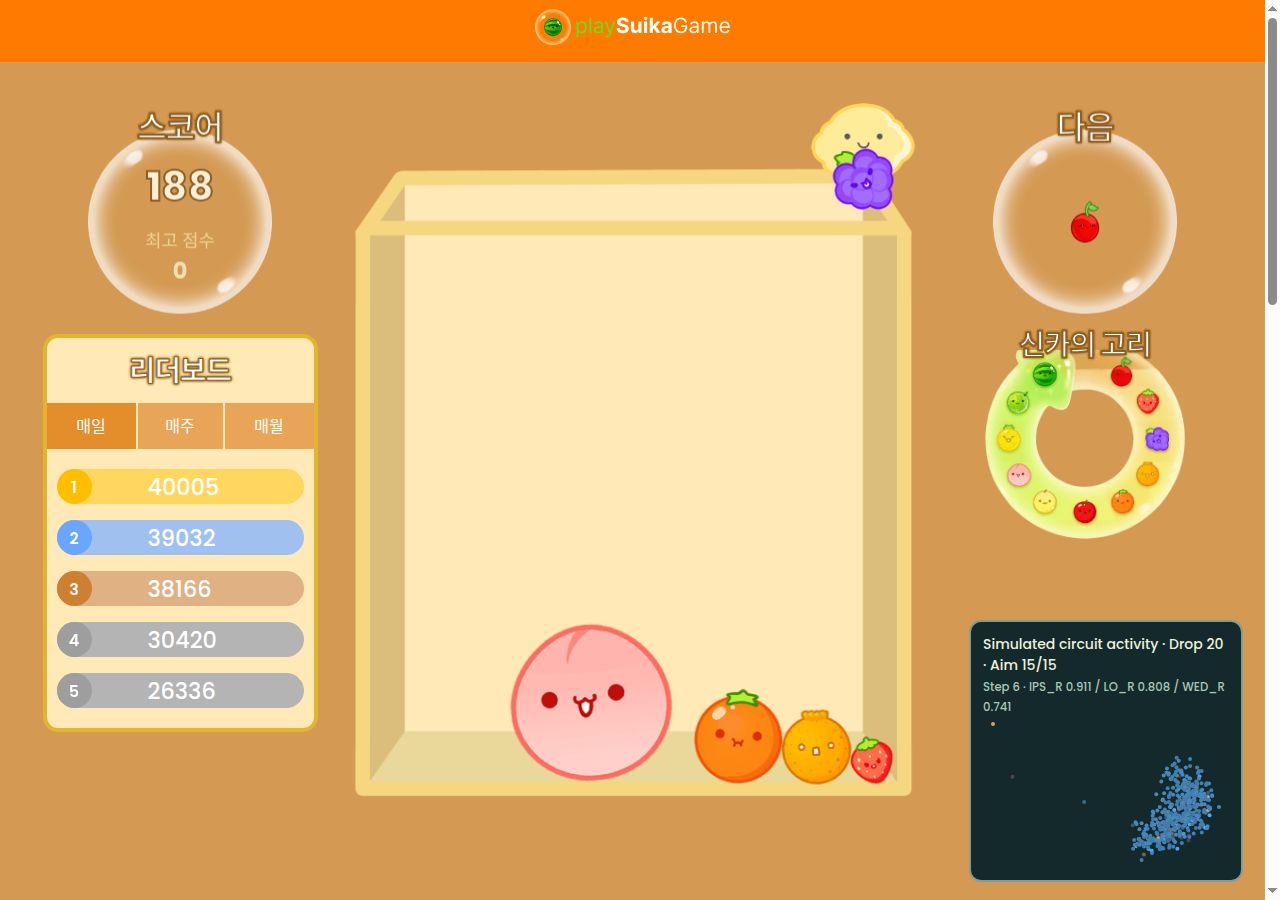 playSuikaGame
스코어
188
최고 점수
0
다음
리더보드
매일
매주
매월
1 40005
2 39032
3 38166
4 30420
5 26336
신카의 고리
Simulated circuit activity · Drop 20
· Aim 15/15
Step 6 · IPS_R 0.911 / LO_R 0.808 / WED_R
0.741